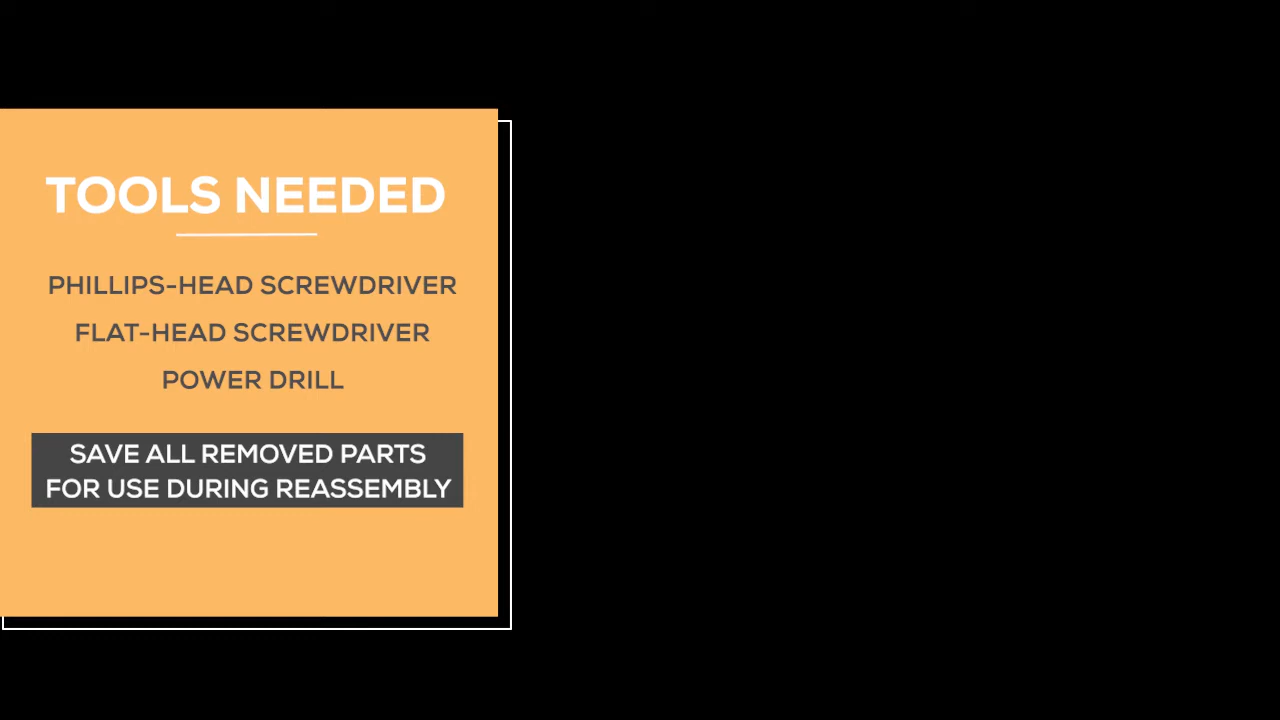 TOOLS NEEDED
PHILLIPS-HEAD SCREWDRIVER
FLAT-HEAD SCREWDRIVER
POWER DRILL
SAVE ALL REMOVED PARTS
FOR USE DURING REASSEMBLY